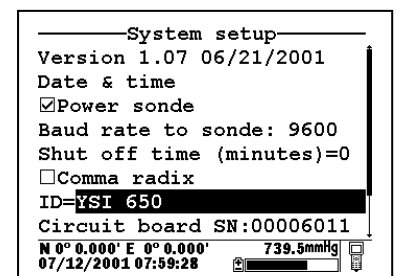 System setup
Version 1.07 06/21/2001
Date & time
☑Power sonde
Baud rate to sonde: 9600
Shut off time (minutes)=0
☐Comma radix
ID=YSI 650
Circuit board SN:00006011
N 0° 0.000' E 0° 0.000' 739.5mmHg
07/12/2001 07:59:28